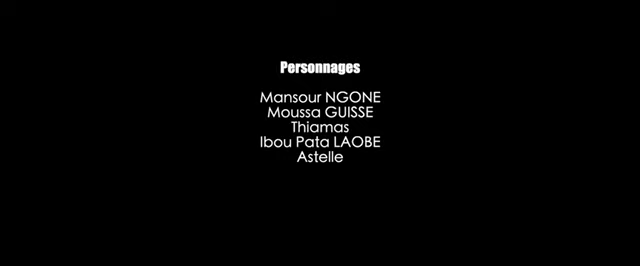 Personnages
Mansour NGONE
Moussa GUISSE
Thiamas
Ibou Pata LAOBE
Astelle